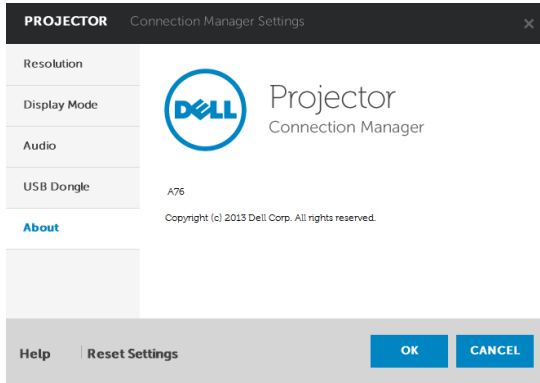 PROJECTOR Connection Manager Settings ×
Resolution
Display Mode
Audio
USB Dongle
About
DELL
Projector
Connection Manager
A76
Copyright (c) 2013 Dell Corp. All rights reserved.
Help Reset Settings OK CANCEL